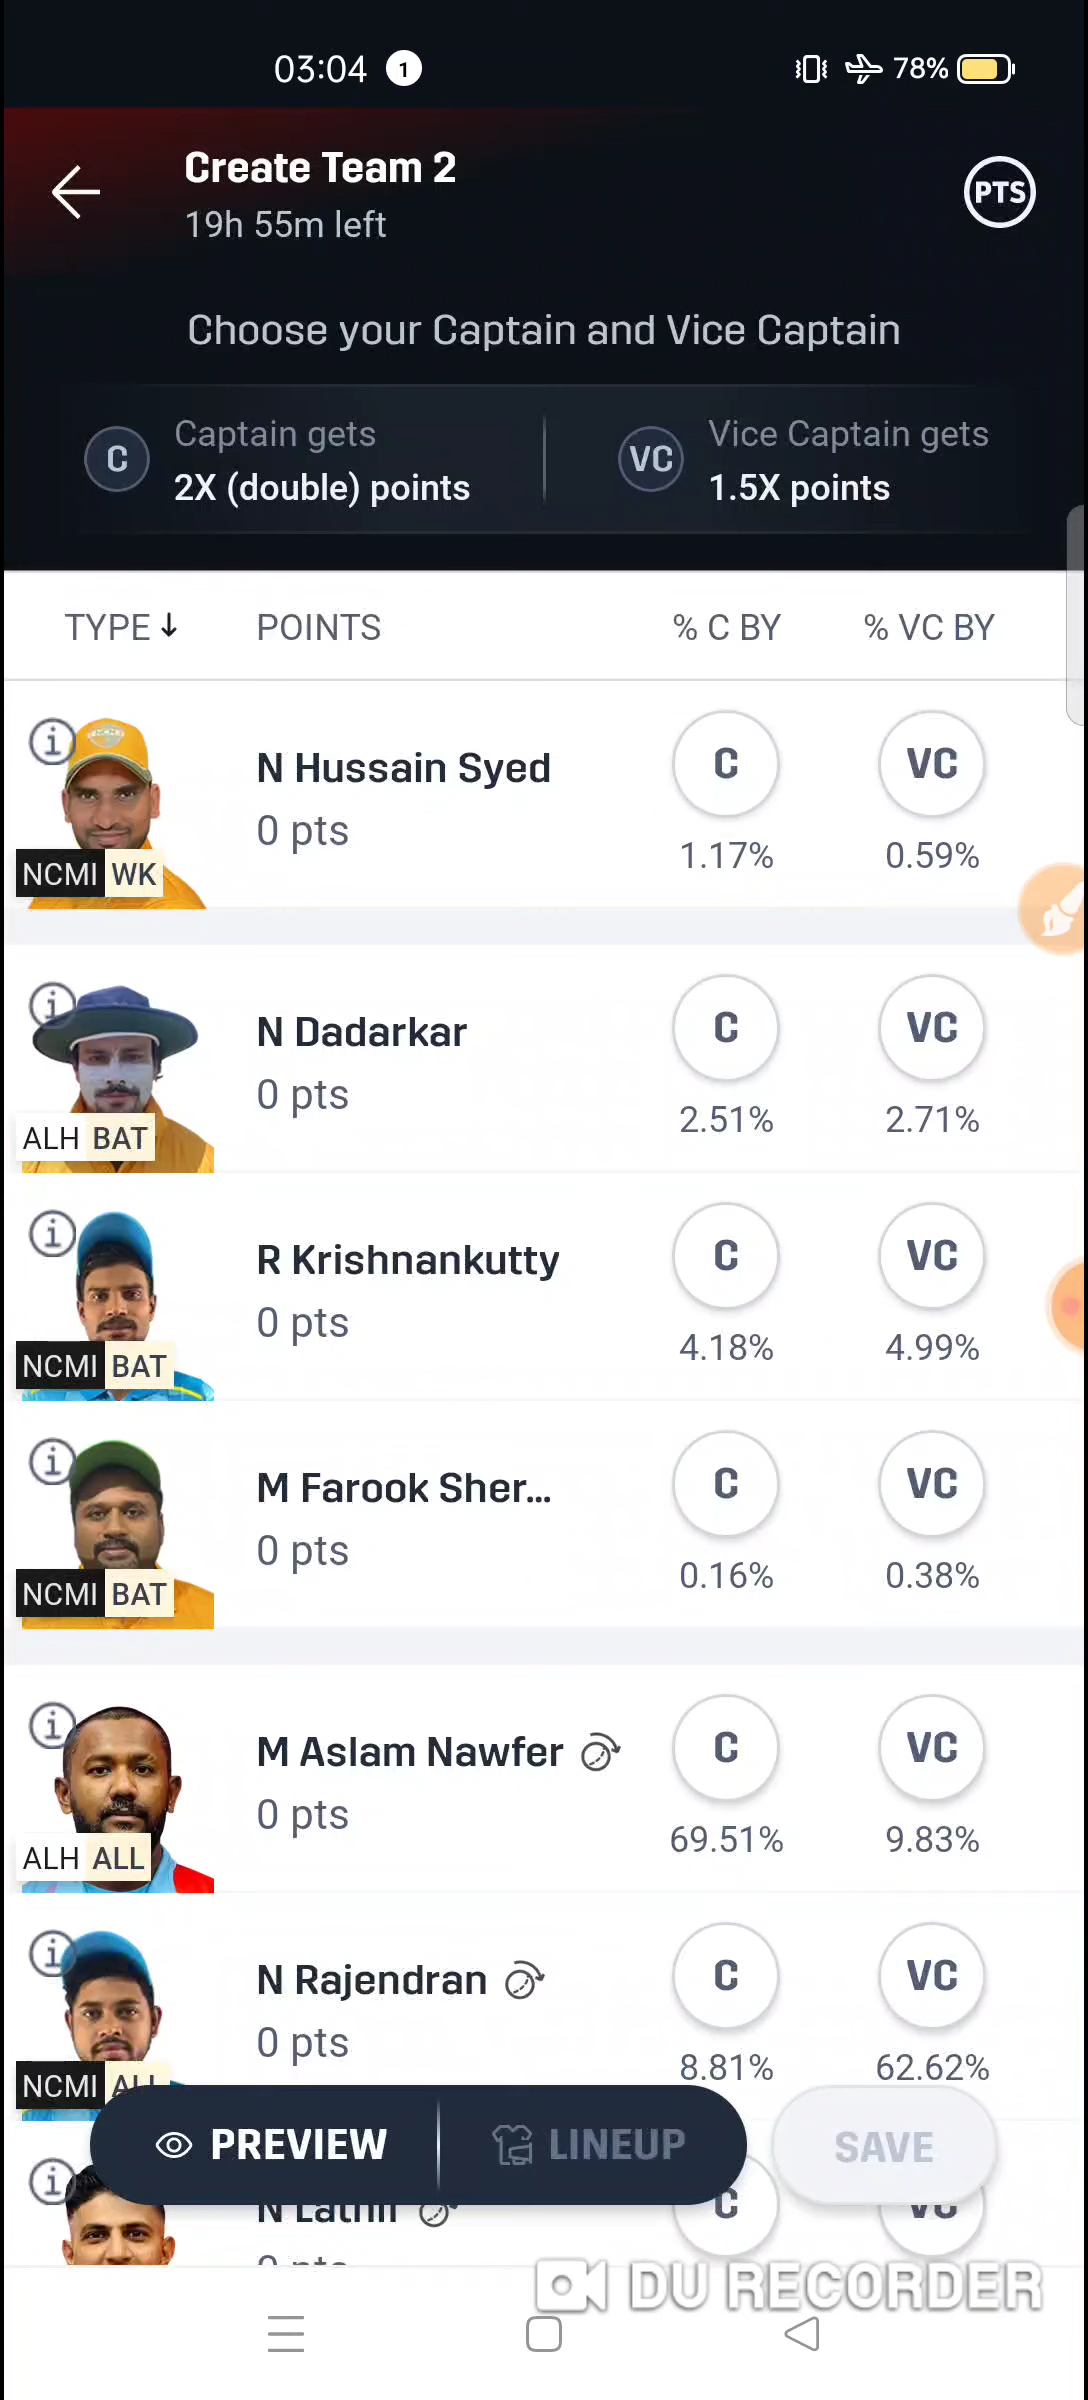 03:04 1 78%
Create Team 2
19h 55m left
PTS
Choose your Captain and Vice Captain
C Captain gets
2X (double) points
VC Vice Captain gets
1.5X points
TYPE POINTS % C BY % VC BY
N Hussain Syed C VC
0 pts 1.17% 0.59%
NCMI WK
N Dadarkar C VC
0 pts 2.51% 2.71%
ALH BAT
R Krishnankutty C VC
0 pts 4.18% 4.99%
NCMI BAT
M Farook Sher... C VC
0 pts 0.16% 0.38%
NCMI BAT
M Aslam Nawfer C VC
0 pts 69.51% 9.83%
ALH ALL
N Rajendran C VC
0 pts 8.81% 62.62%
NCMI ALL
PREVIEW LINEUP SAVE
C VC
0 pts
DU RECORDER